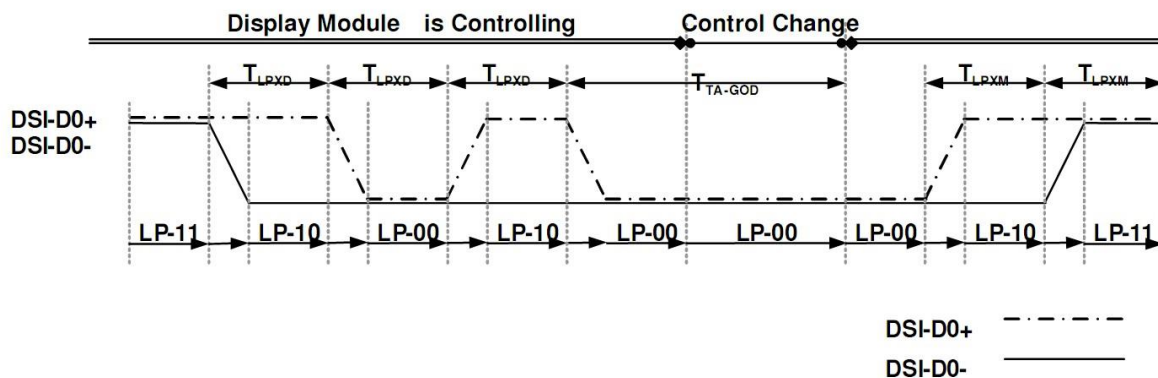 Display Module is Controlling Control Change
TLPXD TLPXD TLPXD TTA-GOD TLPXM TLPXM
DSI-D0+
DSI-D0-
LP-11 LP-10 LP-00 LP-10 LP-00 LP-00 LP-00 LP-10 LP-11
DSI-D0+
DSI-D0-